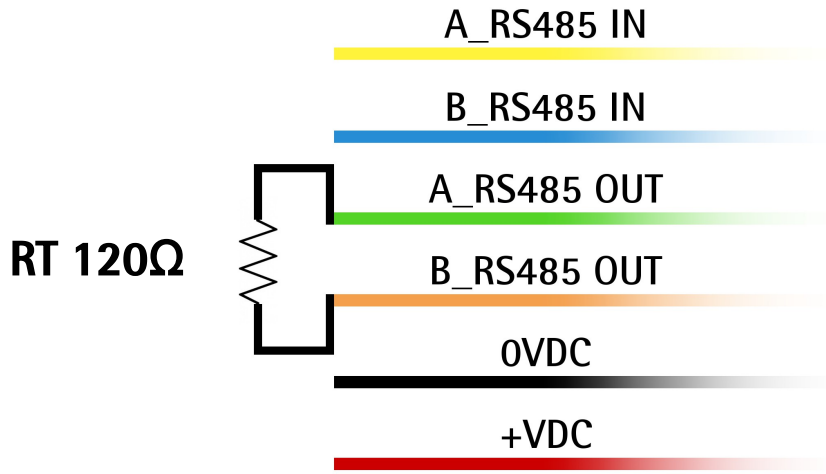 A_RS485 IN
B_RS485 IN
A_RS485 OUT
B_RS485 OUT
RT 120Ω
0VDC
+VDC